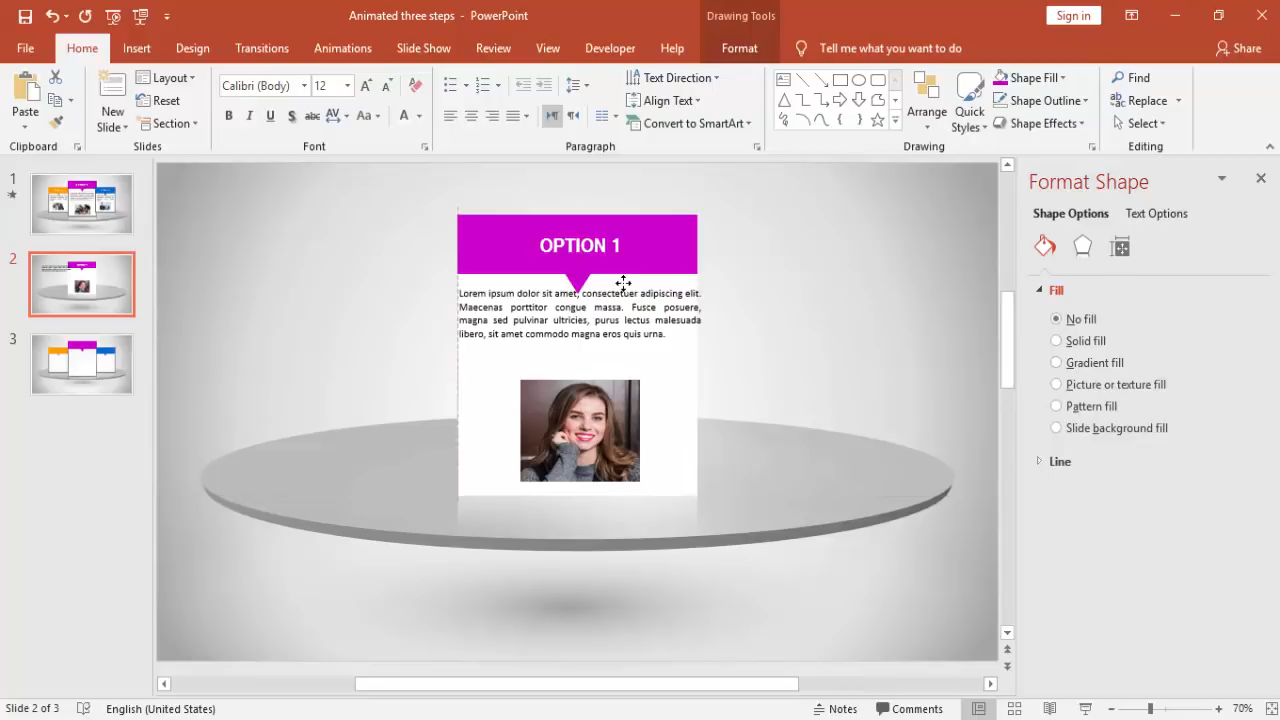 Animated three steps - PowerPoint
Drawing Tools
Sign in
File Home Insert Design Transitions Animations Slide Show Review View Developer Help Format Tell me what you want to do Share
Paste
Clipboard
New Slide
Layout
Reset
Section
Slides
Calibri (Body) 12
B I U S abc AV Aa A
Font
Text Direction
Align Text
Convert to SmartArt
Paragraph
Arrange
Quick Styles
Shape Fill
Shape Outline
Shape Effects
Drawing
Find
Replace
Select
Editing
1
2
3
OPTION 1
Lorem ipsum dolor sit amet, consectetuer adipiscing elit.
Maecenas porttitor congue massa. Fusce posuere,
magna sed pulvinar ultricies, purus lectus malesuada
libero, sit amet commodo magna eros quis urna.
Format Shape
Shape Options Text Options
Fill
No fill
Solid fill
Gradient fill
Picture or texture fill
Pattern fill
Slide background fill
Line
Slide 2 of 3 English (United States) Notes Comments 70%